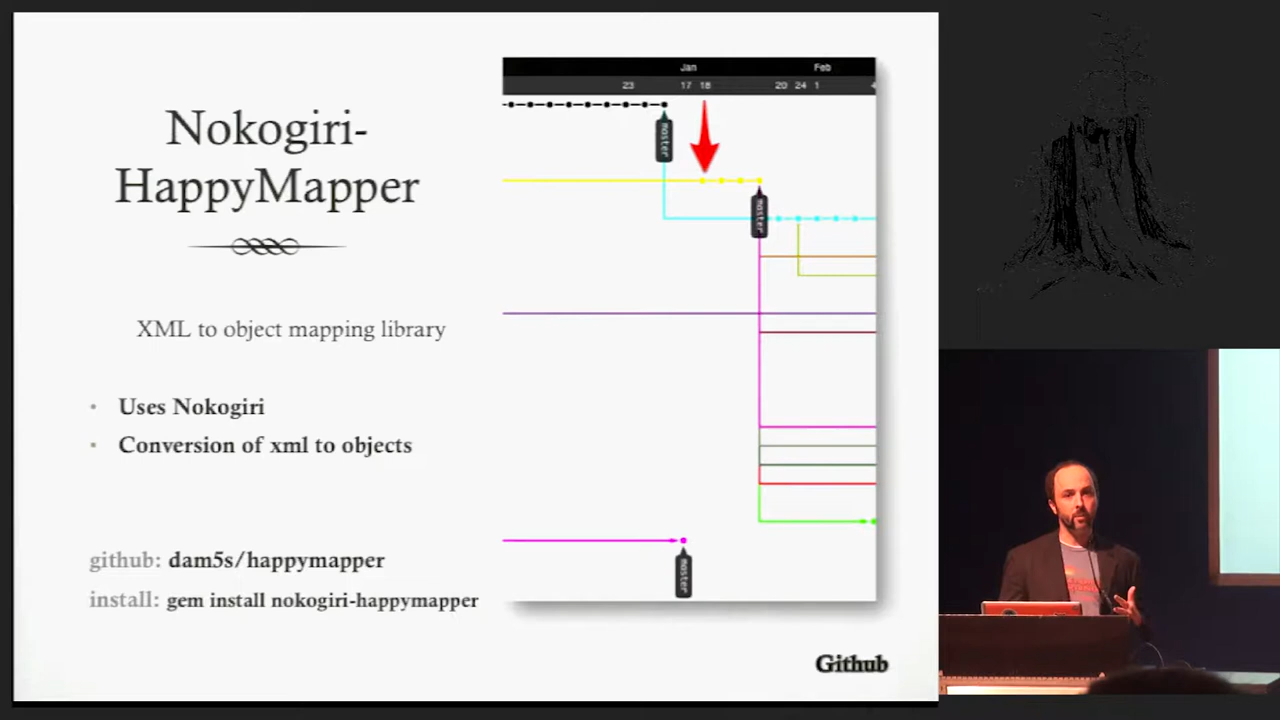 Nokogiri-
HappyMapper
XML to object mapping library
• Uses Nokogiri
• Conversion of xml to objects
github: dam5s/happymapper
install: gem install nokogiri-happymapper
Jan Feb
23 17 18 20 24 1
master
master
master
Github